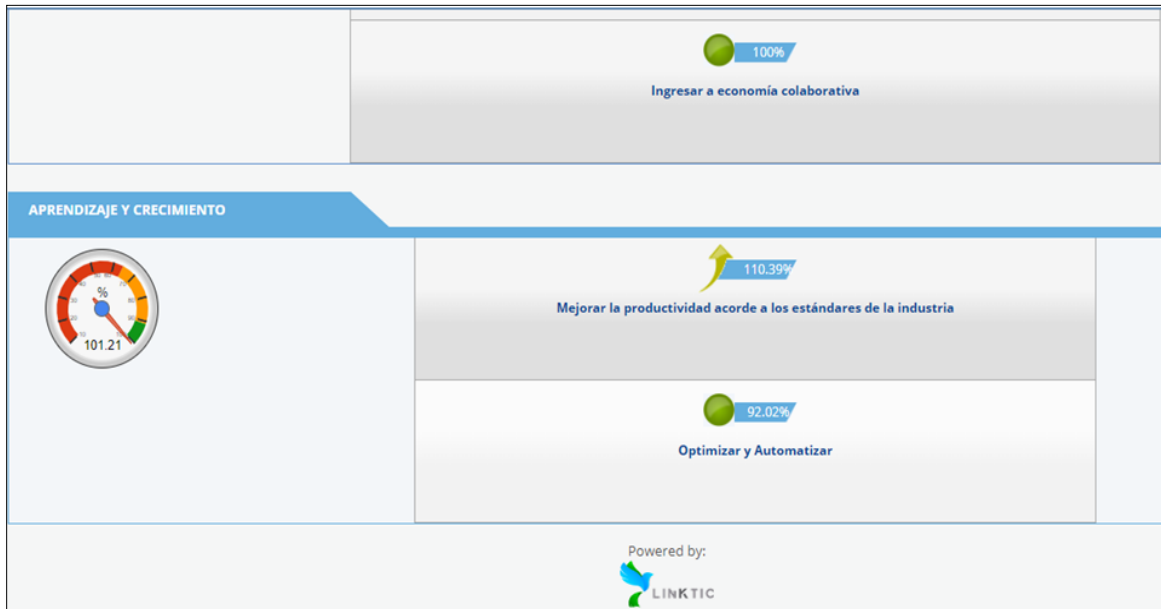 100%
Ingresar a economía colaborativa
APRENDIZAJE Y CRECIMIENTO
%
101.21
110.39%
Mejorar la productividad acorde a los estándares de la industria
92.02%
Optimizar y Automatizar
Powered by:
LINKTIC